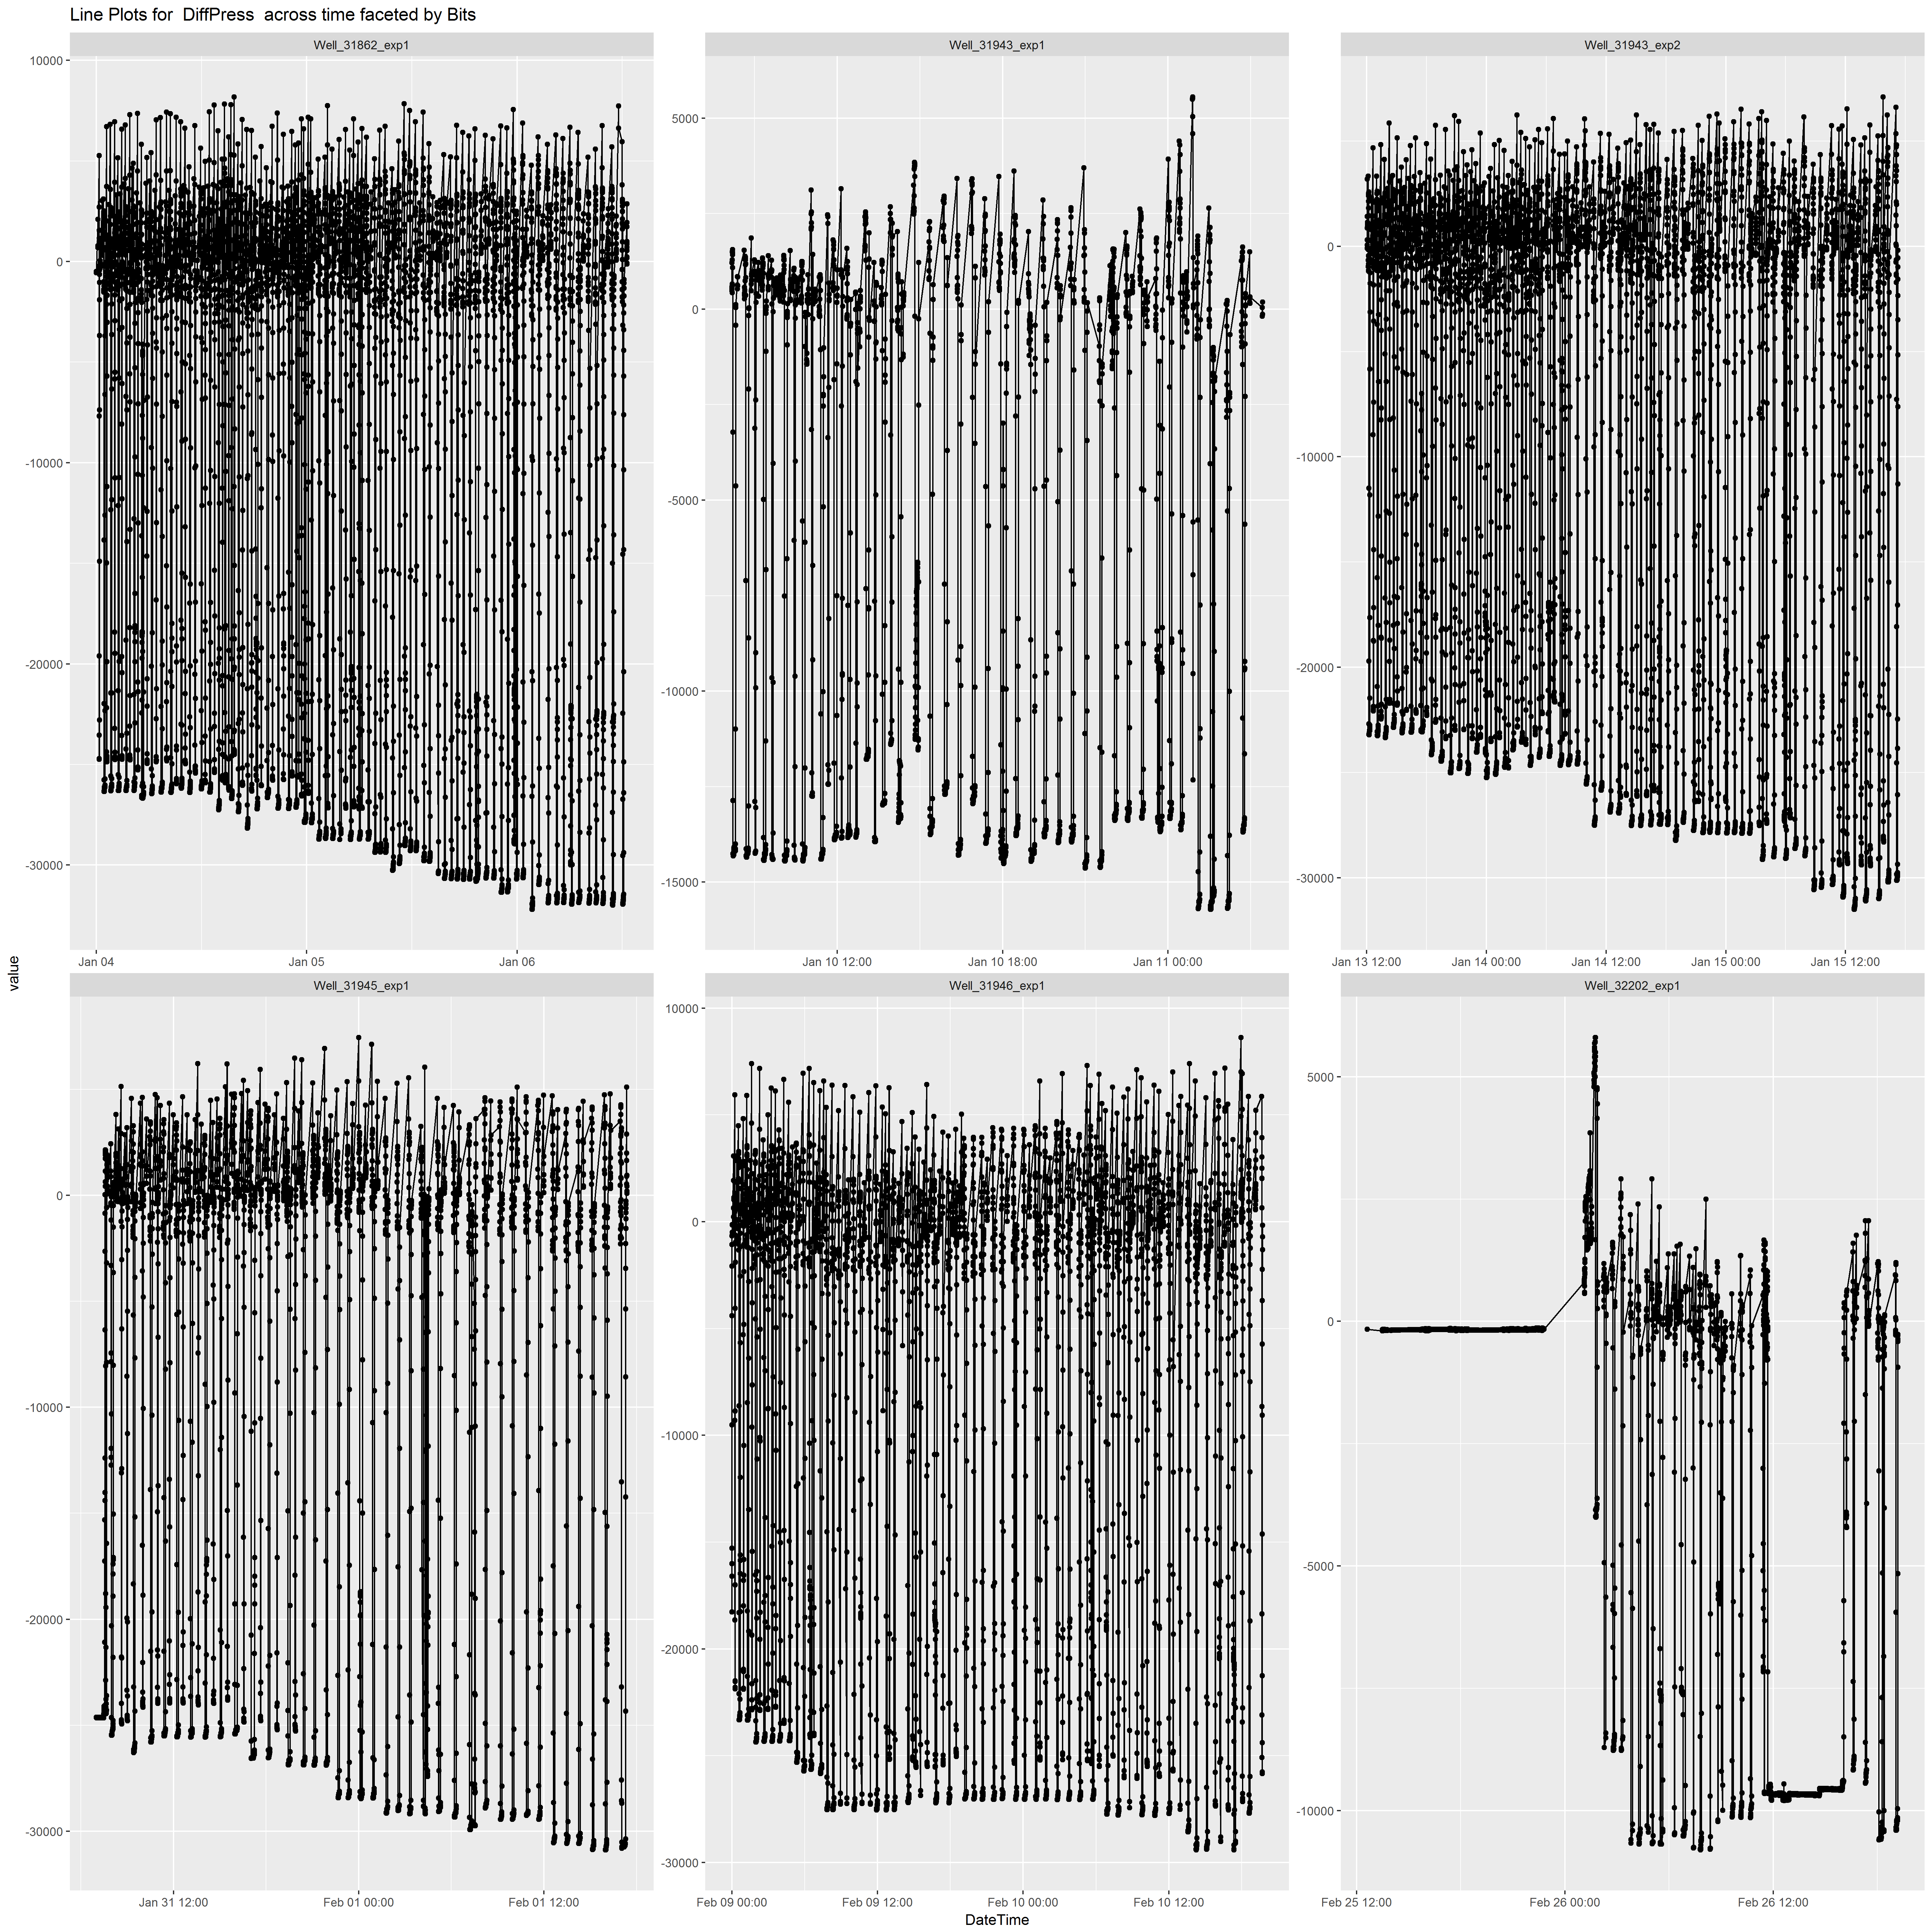 Line Plots for  DiffPress  across time faceted by Bits
Well_31862_exp1
Well_31943_exp1
Well_31943_exp2
10000
0
-10000
-20000
-30000
5000
0
-5000
-10000
-15000
0
-10000
-20000
-30000
Jan 04 Jan 05 Jan 06
Jan 10 12:00 Jan 10 18:00 Jan 11 00:00
Jan 13 12:00 Jan 14 00:00 Jan 14 12:00 Jan 15 00:00 Jan 15 12:00
value
Well_31945_exp1
Well_31946_exp1
Well_32202_exp1
0
-10000
-20000
-30000
10000
0
-10000
-20000
-30000
5000
0
-5000
-10000
Jan 31 12:00 Feb 01 00:00 Feb 01 12:00
Feb 09 00:00 Feb 09 12:00 Feb 10 00:00 Feb 10 12:00
Feb 25 12:00 Feb 26 00:00 Feb 26 12:00
DateTime